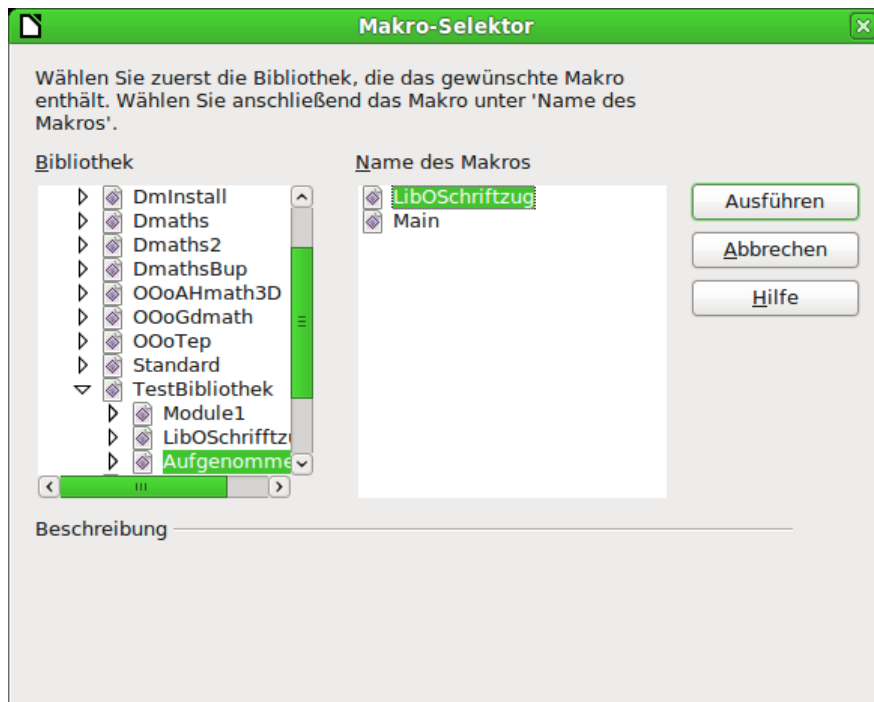 Makro-Selektor
Wählen Sie zuerst die Bibliothek, die das gewünschte Makro
enthält. Wählen Sie anschließend das Makro unter 'Name des
Makros'.
Bibliothek
DmInstall
Dmaths
Dmaths2
DmathsBup
OOoAHmath3D
OOoGdmath
OOoTep
Standard
TestBibliothek
Module1
LibOSchrifftzu
Aufgenomme
Name des Makros
LibOSchriftzug
Main
Ausführen
Abbrechen
Hilfe
Beschreibung